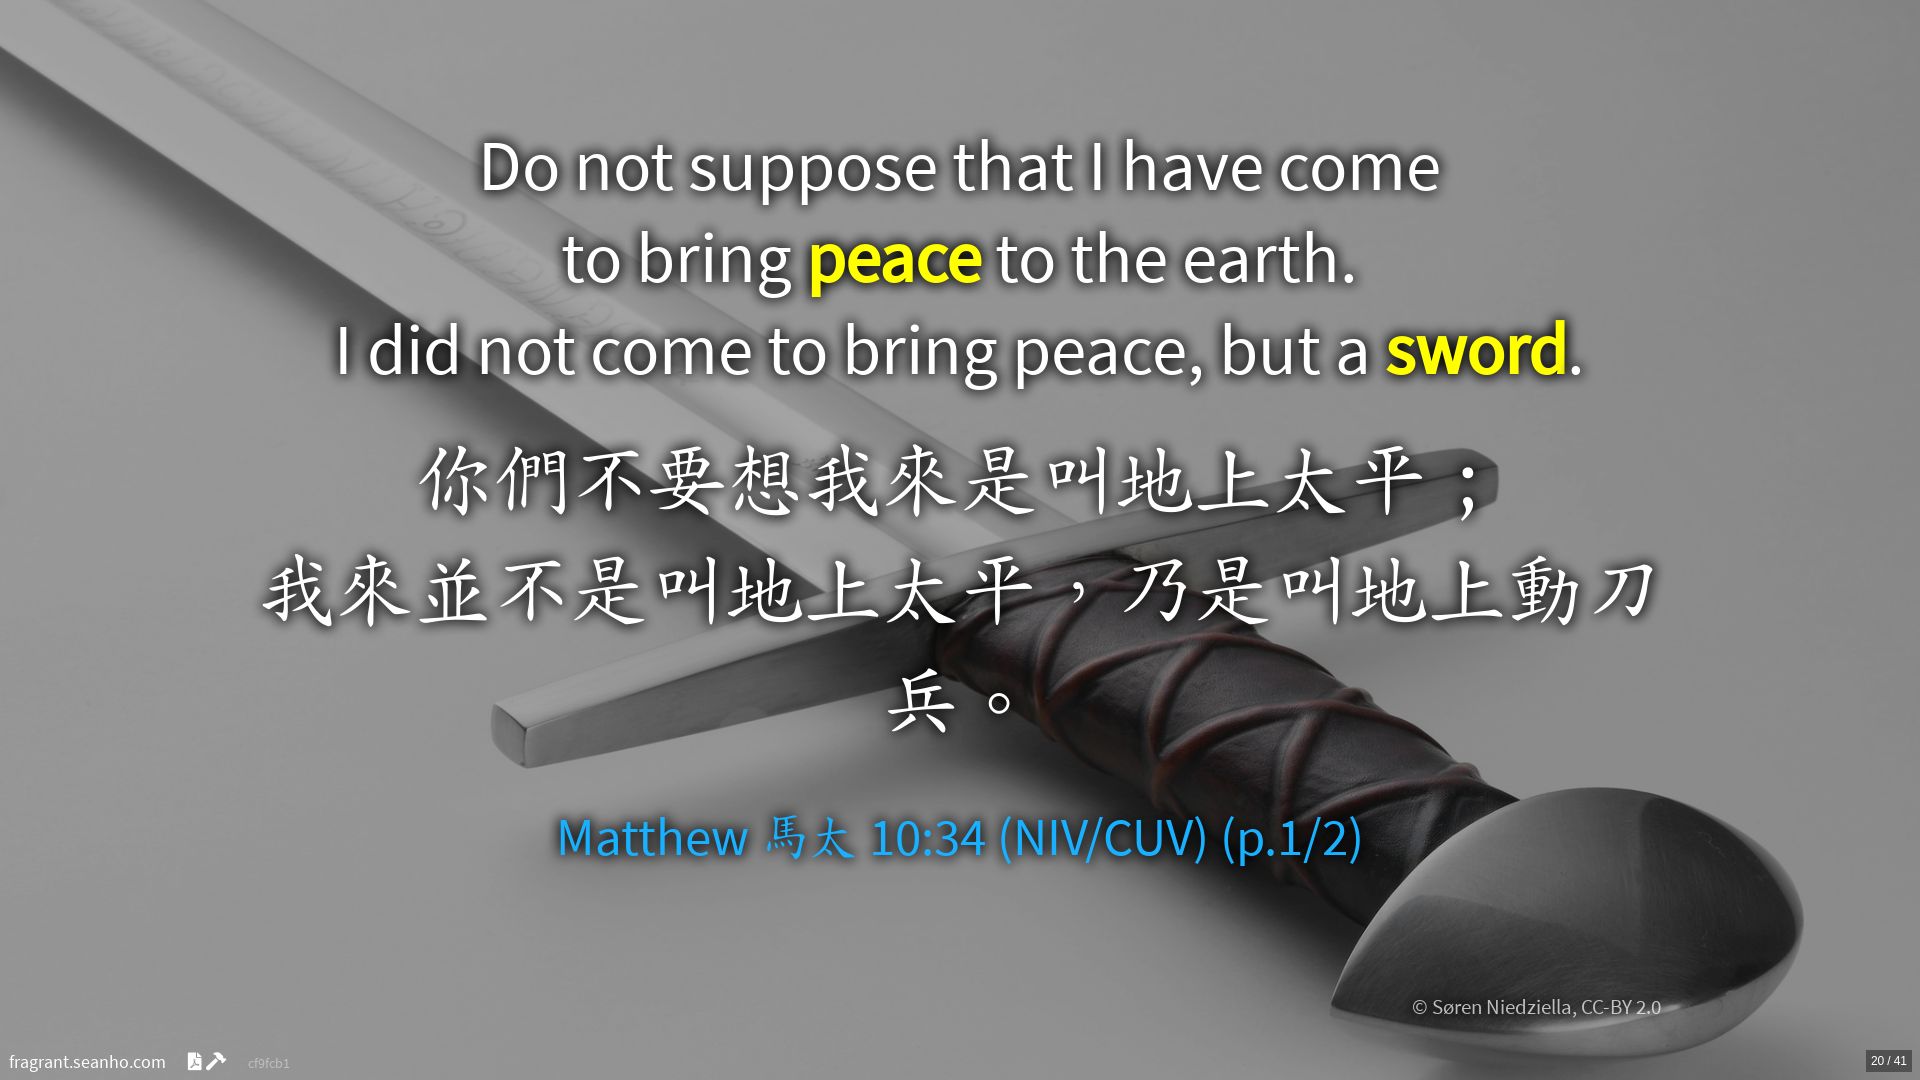 Do not suppose that I have come
to bring peace to the earth.
I did not come to bring peace, but a sword.
你們不要想我來是叫地上太平；
我來並不是叫地上太平，乃是叫地上動刀
兵。
Matthew 馬太 10:34 (NIV/CUV) (p.1/2)
© Søren Niedziella, CC-BY 2.0
fragrant.seanho.com cf9fcb1
20 / 41